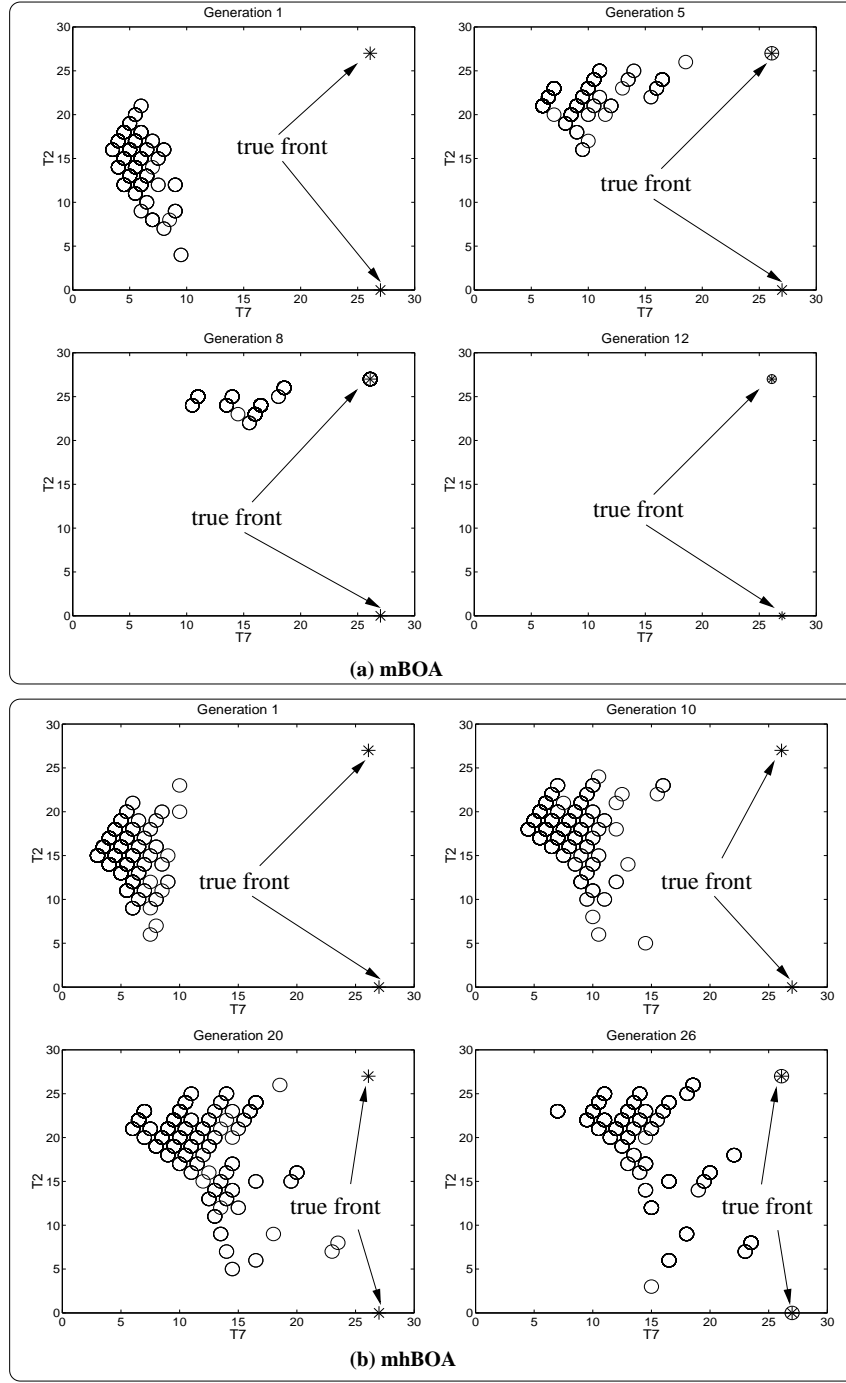 Generation 1
30
25
20
15
10
5
0
T2
true front
0 5 10 15 20 25 30
T7
Generation 5
30
25
20
15
10
5
0
T2
true front
0 5 10 15 20 25 30
T7
Generation 8
30
25
20
15
10
5
0
T2
true front
0 5 10 15 20 25 30
T7
Generation 12
30
25
20
15
10
5
0
T2
true front
0 5 10 15 20 25 30
T7
(a) mBOA
Generation 1
30
25
20
15
10
5
0
T2
true front
0 5 10 15 20 25 30
T7
Generation 10
30
25
20
15
10
5
0
T2
true front
0 5 10 15 20 25 30
T7
Generation 20
30
25
20
15
10
5
0
T2
true front
0 5 10 15 20 25 30
T7
Generation 26
30
25
20
15
10
5
0
T2
true front
0 5 10 15 20 25 30
T7
(b) mhBOA